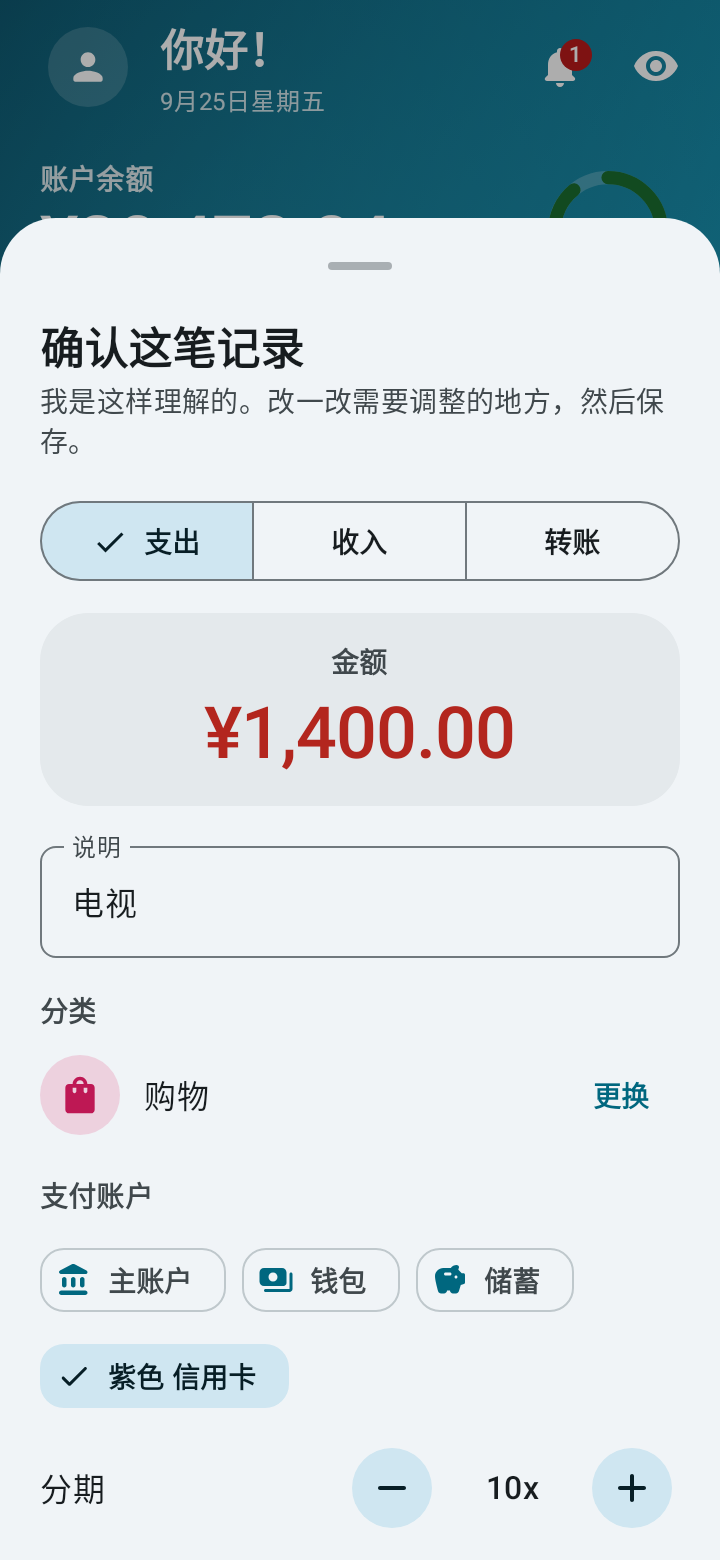 你好！
1
9月25日星期五
账户余额
确认这笔记录
我是这样理解的。改一改需要调整的地方，然后保
存。
支出
收入
转账
金额
¥1,400.00
说明
电视
分类
购物
更换
支付账户
主账户
钱包
储蓄
紫色 信用卡
分期
10x